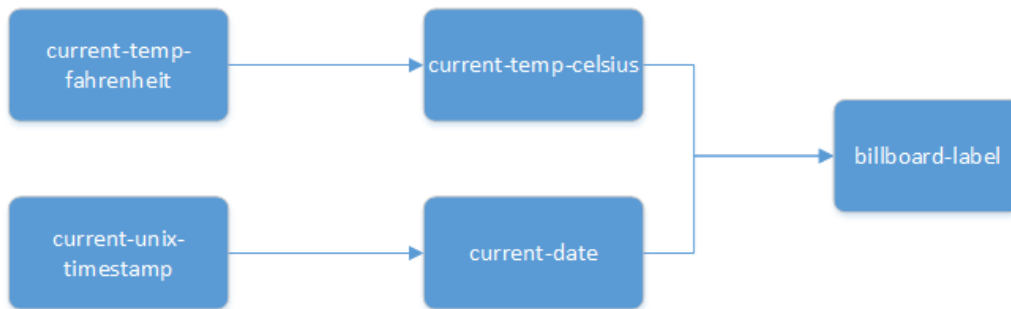 current-temp-
fahrenheit
current-temp-celsius
billboard-label
current-unix-
timestamp
current-date